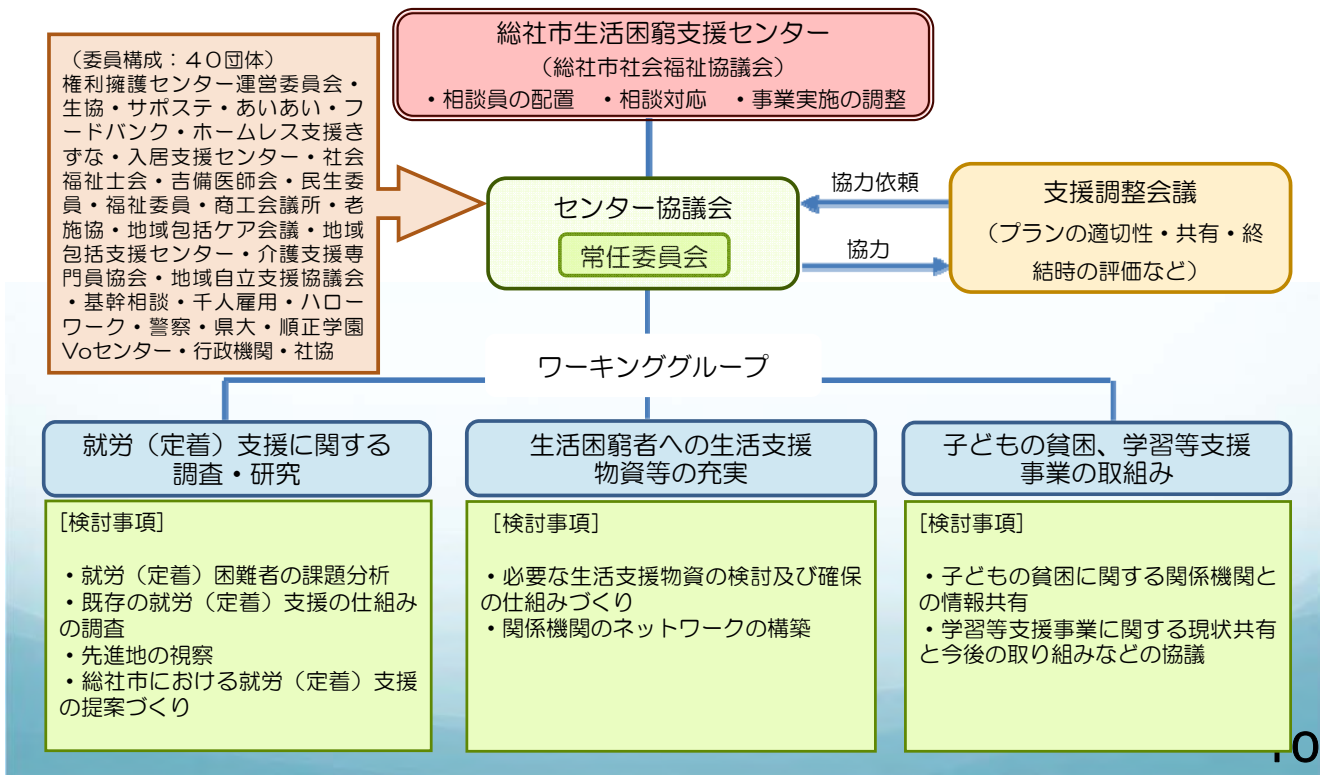 総社市生活困窮支援センター
（総社市社会福祉協議会）
・相談員の配置　・相談対応　・事業実施の調整
（委員構成：４０団体）
権利擁護センター運営委員会・
生協・サポステ・あいあい・フ
ードバンク・ホームレス支援き
ずな・入居支援センター・社会
福祉士会・吉備医師会・民生委
員・福祉委員・商工会議所・老
施協・地域包括ケア会議・地域
包括支援センター・介護支援専
門員協会・地域自立支援協議会
・基幹相談・千人雇用・ハロー
ワーク・警察・県大・順正学園
Voセンター・行政機関・社協
センター協議会
常任委員会
協力依頼
協力
支援調整会議
（プランの適切性・共有・終
結時の評価など）
ワーキンググループ
就労（定着）支援に関する
調査・研究
[検討事項]
・就労（定着）困難者の課題分析
・既存の就労（定着）支援の仕組み
の調査
・先進地の視察
・総社市における就労（定着）支援
の提案づくり
生活困窮者への生活支援
物資等の充実
[検討事項]
・必要な生活支援物資の検討及び確保
の仕組みづくり
・関係機関のネットワークの構築
子どもの貧困、学習等支援
事業の取組み
[検討事項]
・子どもの貧困に関する関係機関と
の情報共有
・学習等支援事業に関する現状共有
と今後の取り組みなどの協議
10